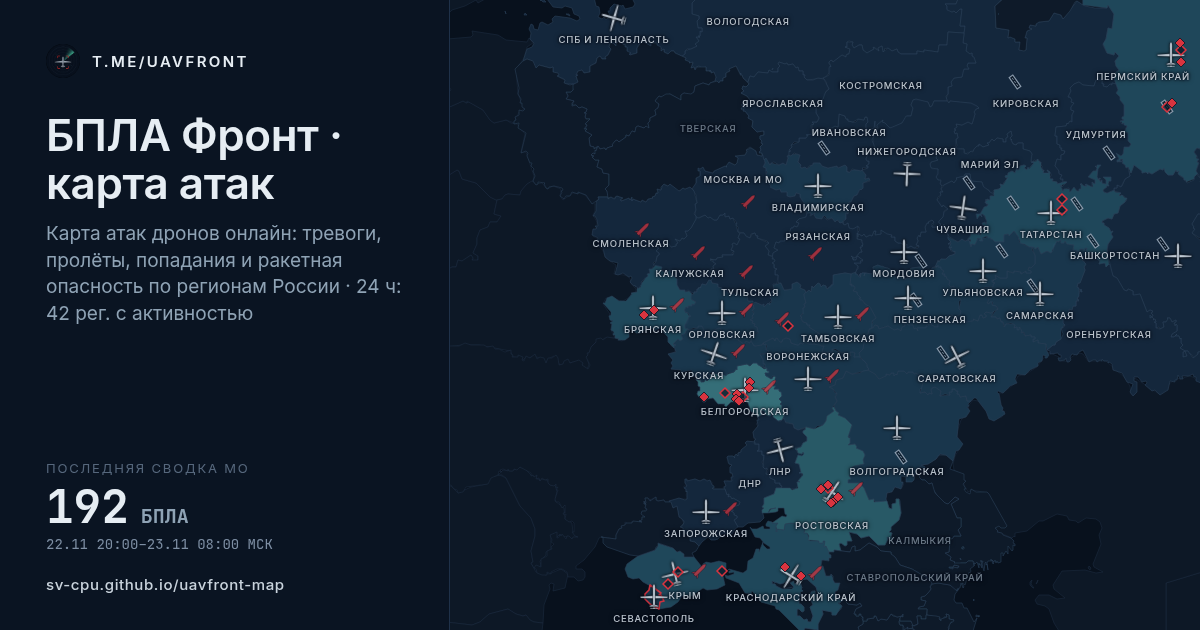 T.ME/UAVFRONT
БПЛА Фронт ·
карта атак
Карта атак дронов онлайн: тревоги,
пролёты, попадания и ракетная
опасность по регионам России · 24 ч:
42 рег. с активностью
ПОСЛЕДНЯЯ СВОДКА МО
192 БПЛА
22.11 20:00–23.11 08:00 МСК
sv-cpu.github.io/uavfront-map
ВОЛОГОДСКАЯ
СПБ И ЛЕНОБЛАСТЬ
ПЕРМСКИЙ КРАЙ
КОСТРОМСКАЯ
ЯРОСЛАВСКАЯ
КИРОВСКАЯ
ТВЕРСКАЯ
ИВАНОВСКАЯ
УДМУРТИЯ
НИЖЕГОРОДСКАЯ
МАРИЙ ЭЛ
МОСКВА И МО
ВЛАДИМИРСКАЯ
ЧУВАШИЯ
ТАТАРСТАН
СМОЛЕНСКАЯ
РЯЗАНСКАЯ
БАШКОРТОСТАН
КАЛУЖСКАЯ
МОРДОВИЯ
ТУЛЬСКАЯ
УЛЬЯНОВСКАЯ
САМАРСКАЯ
ПЕНЗЕНСКАЯ
БРЯНСКАЯ
ОРЛОВСКАЯ
ТАМБОВСКАЯ
ОРЕНБУРГСКАЯ
ВОРОНЕЖСКАЯ
КУРСКАЯ
САРАТОВСКАЯ
БЕЛГОРОДСКАЯ
ЛНР
ВОЛГОГРАДСКАЯ
ДНР
РОСТОВСКАЯ
ЗАПОРОЖСКАЯ
КАЛМЫКИЯ
СТАВРОПОЛЬСКИЙ КРАЙ
КРЫМ
КРАСНОДАРСКИЙ КРАЙ
СЕВАСТОПОЛЬ